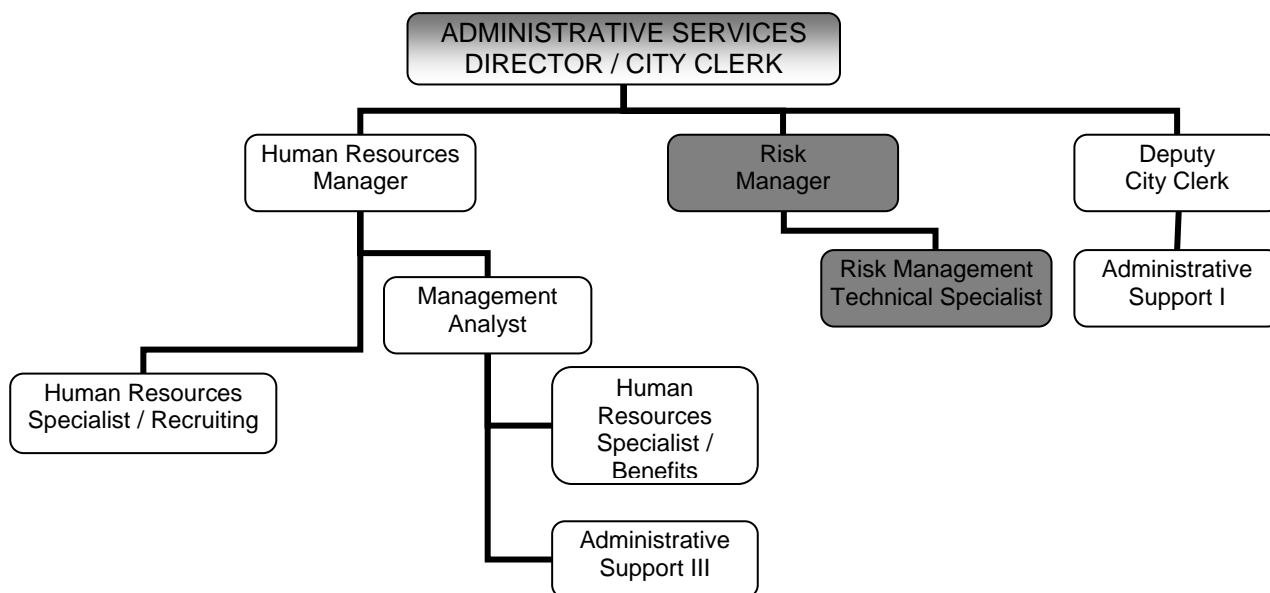 ADMINISTRATIVE SERVICES
DIRECTOR / CITY CLERK
Human Resources
Manager
Risk
Manager
Deputy
City Clerk
Risk Management
Technical Specialist
Administrative
Support I
Management
Analyst
Human Resources
Specialist / Recruiting
Human
Resources
Specialist /
Benefits
Administrative
Support III